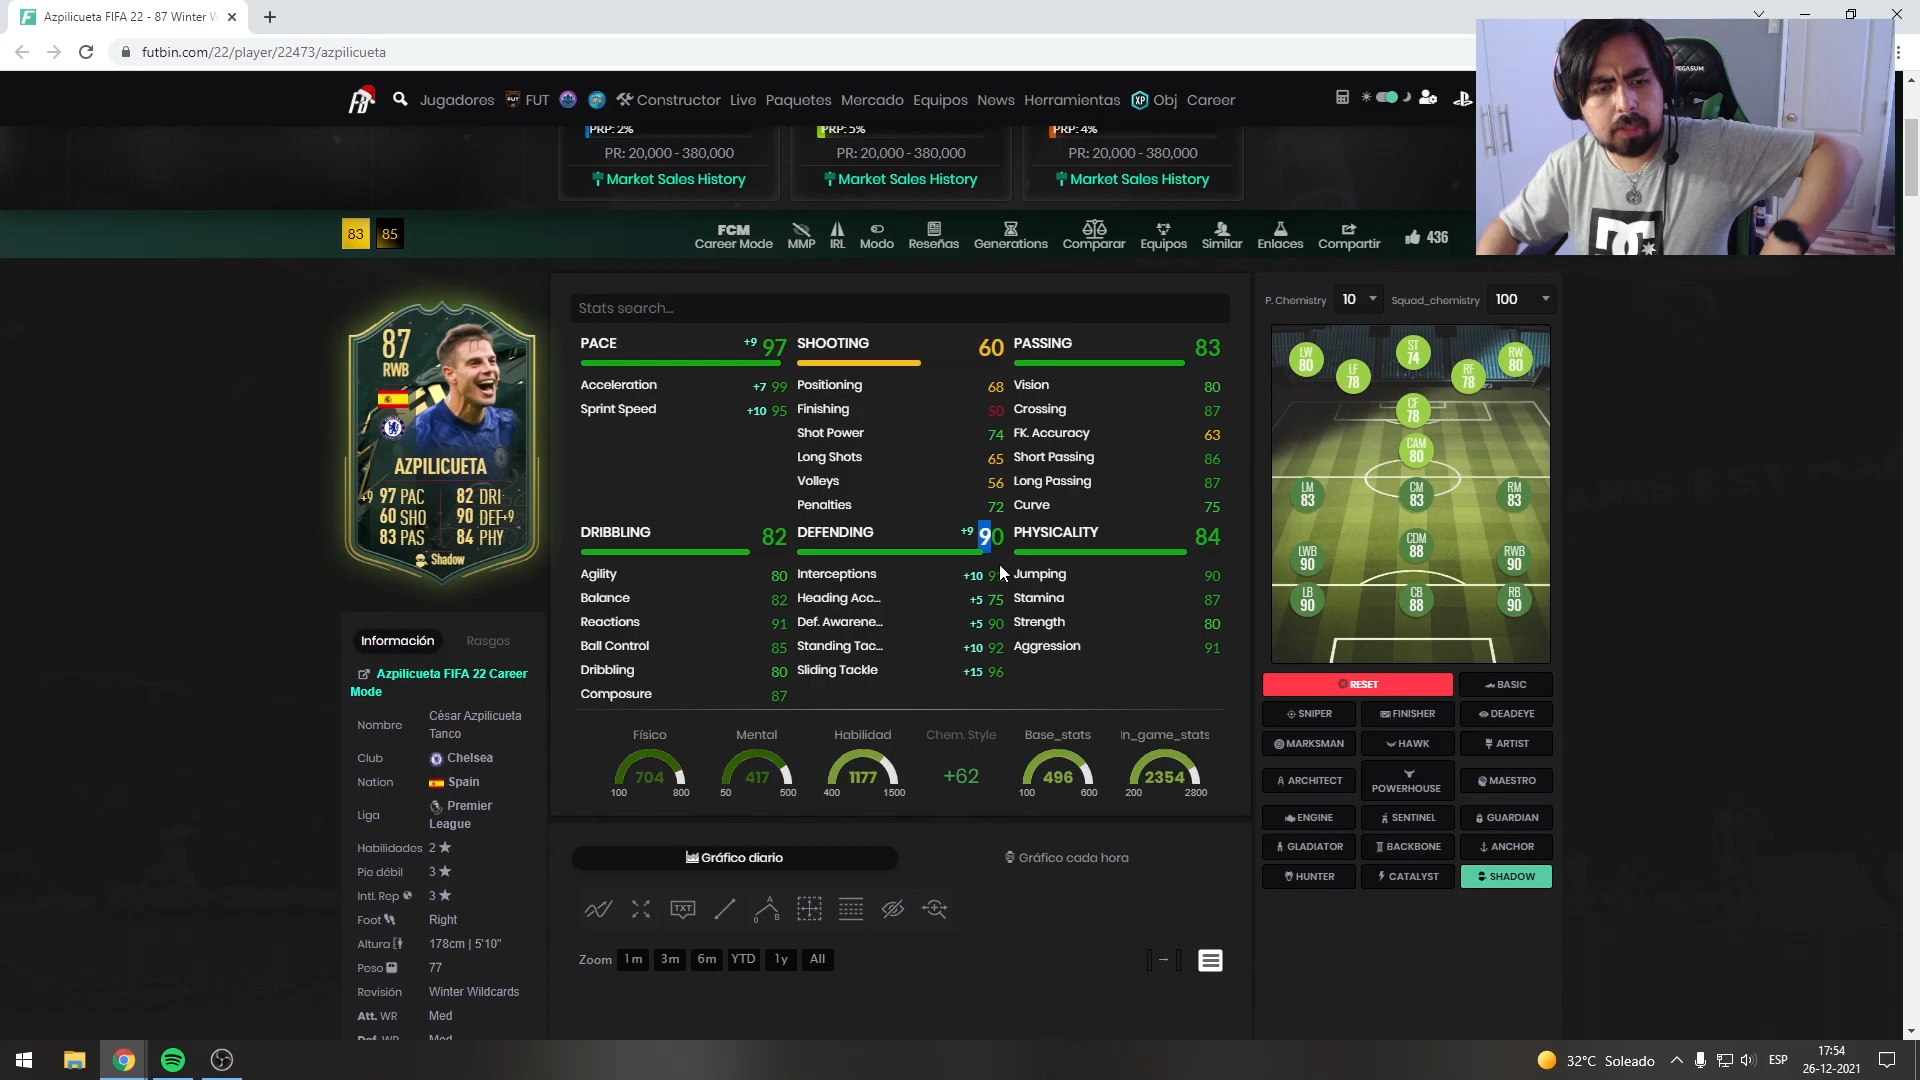 Azpilicueta FIFA 22 - 87 Winter W
futbin.com/22/player/22473/azpilicueta
Jugadores FUT Constructor Live Paquetes Mercado Equipos News Herramientas Obj Career
PRP: 2% PRP: 5% PRP: 4%
PR: 20,000 - 380,000 PR: 20,000 - 380,000 PR: 20,000 - 380,000
Market Sales History Market Sales History Market Sales History
83 85
FCM
Career Mode MMP IRL Modo Reseñas Generations Comparar Equipos Similar Enlaces Compartir 436
PEGASUM
Stats search...
P. Chemistry 10 Squad_chemistry 100
87
RWB
AZPILICUETA
+9 97 PAC 82 DRI
60 SHO 90 DEF+9
83 PAS 84 PHY
Shadow
PACE +9 97
Acceleration +7 99
Sprint Speed +10 95
SHOOTING 60
Positioning 68
Finishing 50
Shot Power 74
Long Shots 65
Volleys 56
Penalties 72
PASSING 83
Vision 80
Crossing 87
FK. Accuracy 63
Short Passing 86
Long Passing 87
Curve 75
DRIBBLING 82
Agility 80
Balance 82
Reactions 91
Ball Control 85
Dribbling 80
Composure 87
DEFENDING +9 90
Interceptions +10
Heading Acc... +5 75
Def. Awarene... +5 90
Standing Tac... +10 92
Sliding Tackle +15 96
PHYSICALITY 84
Jumping 90
Stamina 87
Strength 80
Aggression 91
Físico Mental Habilidad Chem. Style Base_stats In_game_stats
704 417 1177 +62 496 2354
100 800 50 500 400 1500 100 600 200 2800
LW 80
LF 78
ST 74
RF 78
RW 80
CF 78
CAM 80
LM 83
CM 83
RM 83
CDM 88
LWB 90
RWB 90
LB 90
CB 88
RB 90
RESET BASIC
SNIPER FINISHER DEADEYE
MARKSMAN HAWK ARTIST
ARCHITECT POWERHOUSE MAESTRO
ENGINE SENTINEL GUARDIAN
GLADIATOR BACKBONE ANCHOR
HUNTER CATALYST SHADOW
Información Rasgos
Azpilicueta FIFA 22 Career
Mode
Nombre César Azpilicueta
Tanco
Club Chelsea
Nation Spain
Liga Premier
League
Habilidades 2
Pie débil 3
Intl. Rep 3
Foot Right
Altura 178cm | 5'10"
Peso 77
Revisión Winter Wildcards
Att. WR Med
Def. WR Med
Gráfico diario Gráfico cada hora
TXT
A
0 B
Zoom 1m 3m 6m YTD 1y All →
32°C Soleado ESP 17:54
26-12-2021